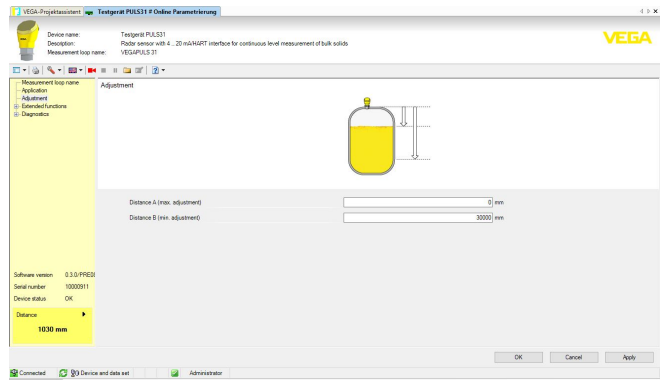 VEGA-Projektassistent
Testgerät PULS31 # Online Parametrierung
Device name: Testgerät PULS31
Description: Radar sensor with 4 .. 20 mA/HART interface for continuous level measurement of bulk solids
Measurement loop name: VEGAPULS 31
VEGA
Measurement loop name
Application
Adjustment
Extended functions
Diagnostics
Adjustment
Distance A (max. adjustment) 0 mm
Distance B (min. adjustment) 30000 mm
Software version 0.3.0/PRED
Serial number 10000911
Device status OK
Distance
1030 mm
OK Cancel Apply
Connected Device and data set Administrator